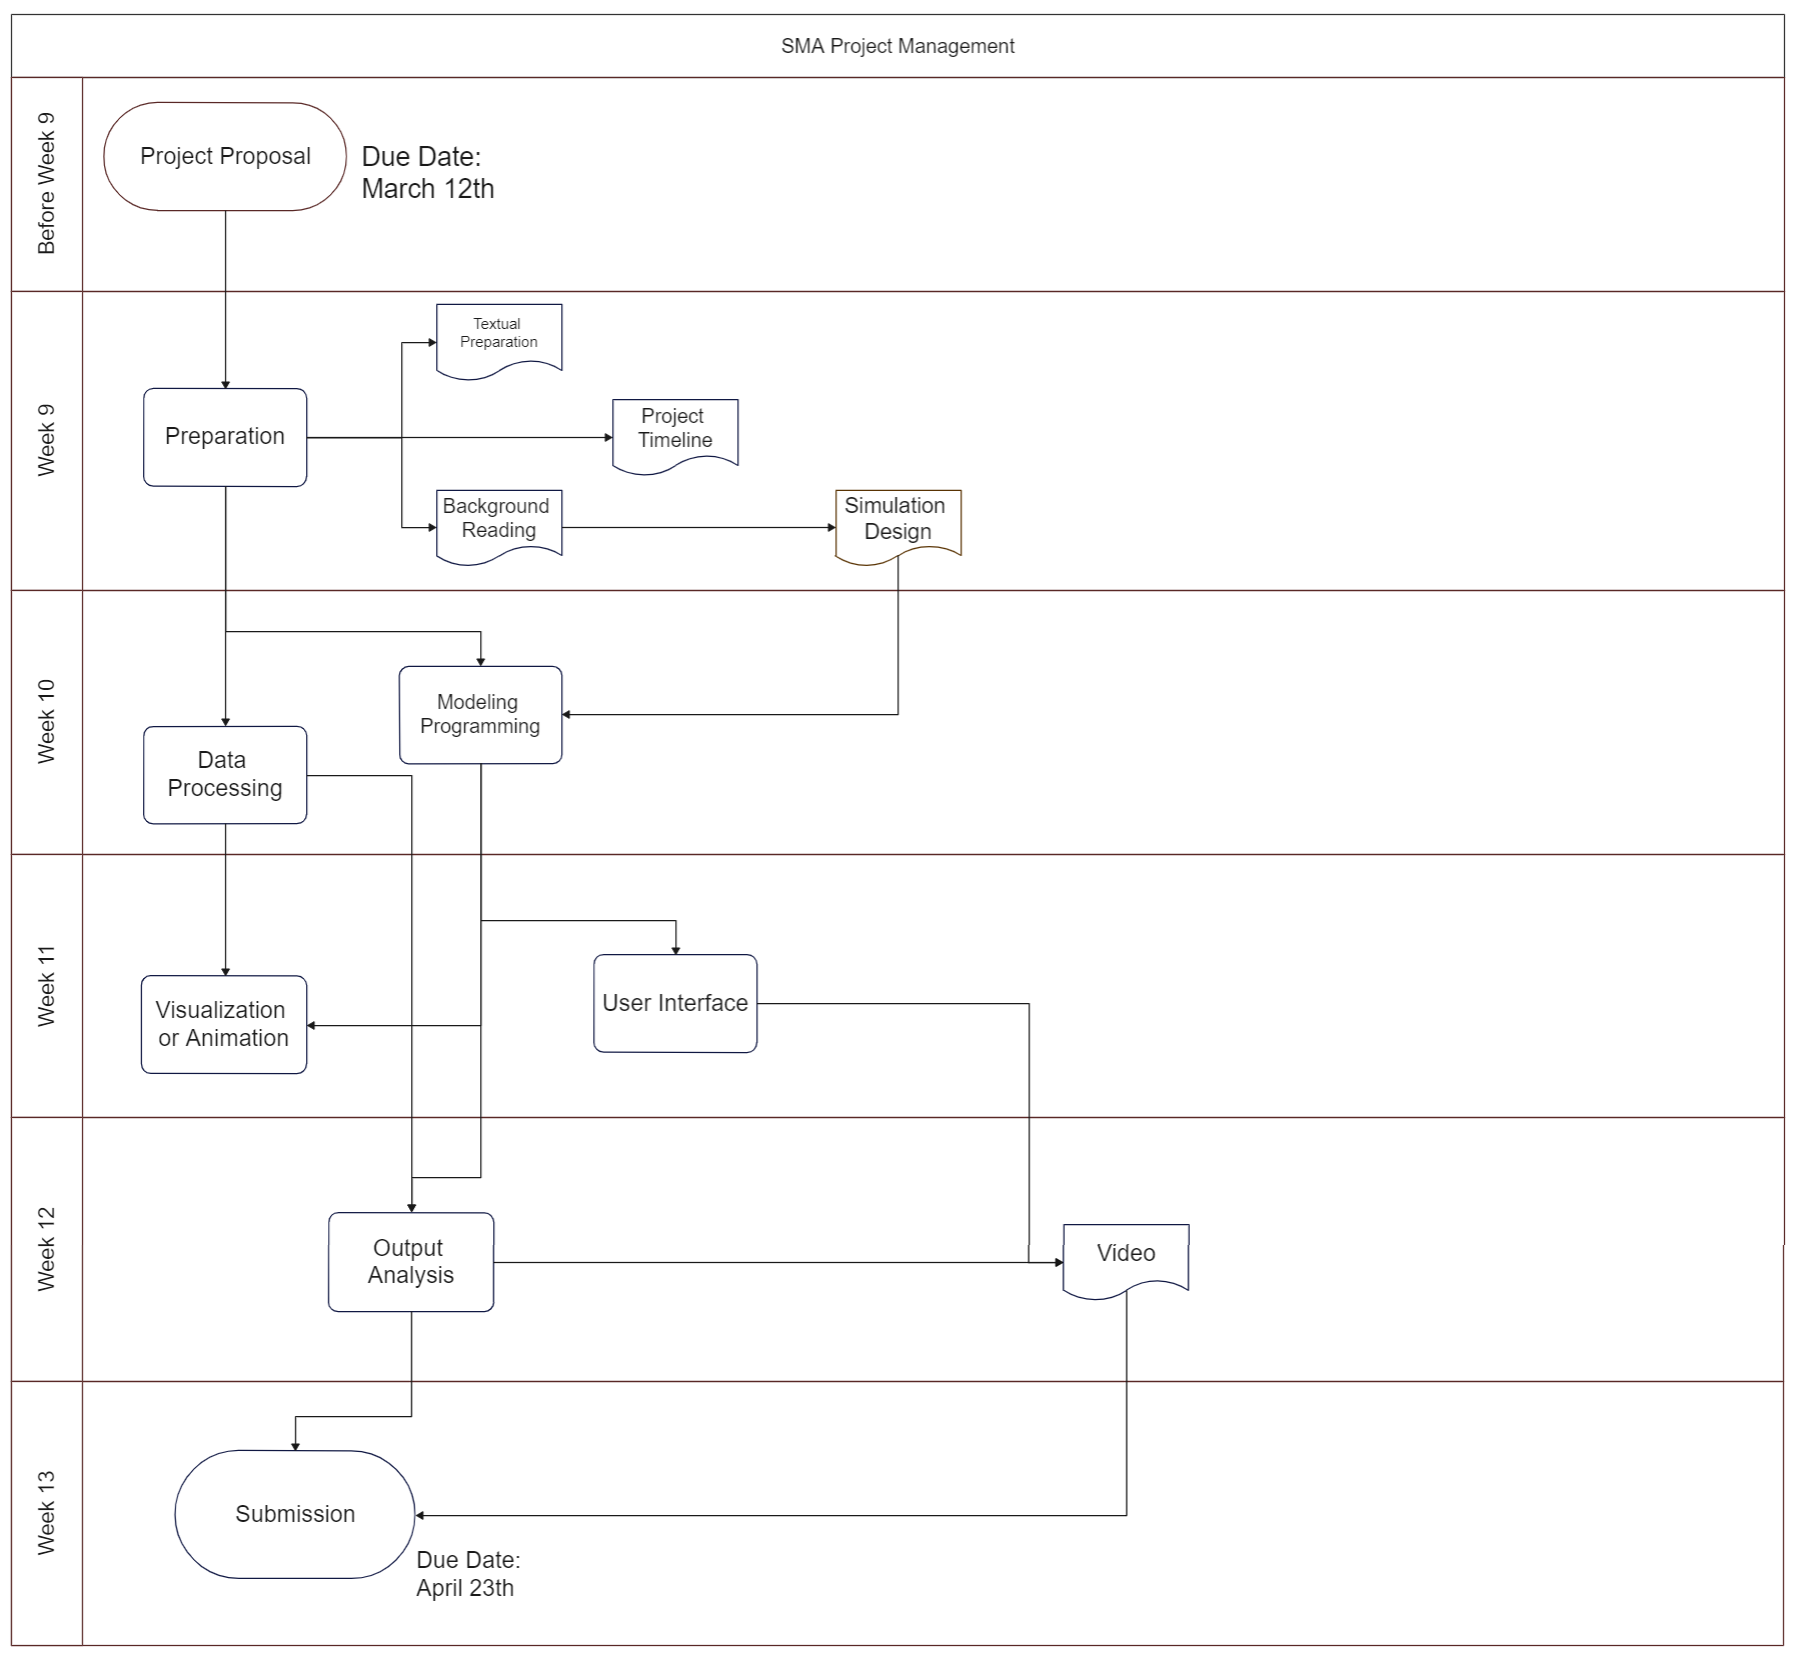 SMA Project Management
Before Week 9
Project Proposal
Due Date:
March 12th
Week 9
Textual
Preparation
Preparation
Project
Timeline
Background
Reading
Simulation
Design
Week 10
Modeling
Programming
Data
Processing
Week 11
Visualization
or Animation
User Interface
Week 12
Output
Analysis
Video
Week 13
Submission
Due Date:
April 23th